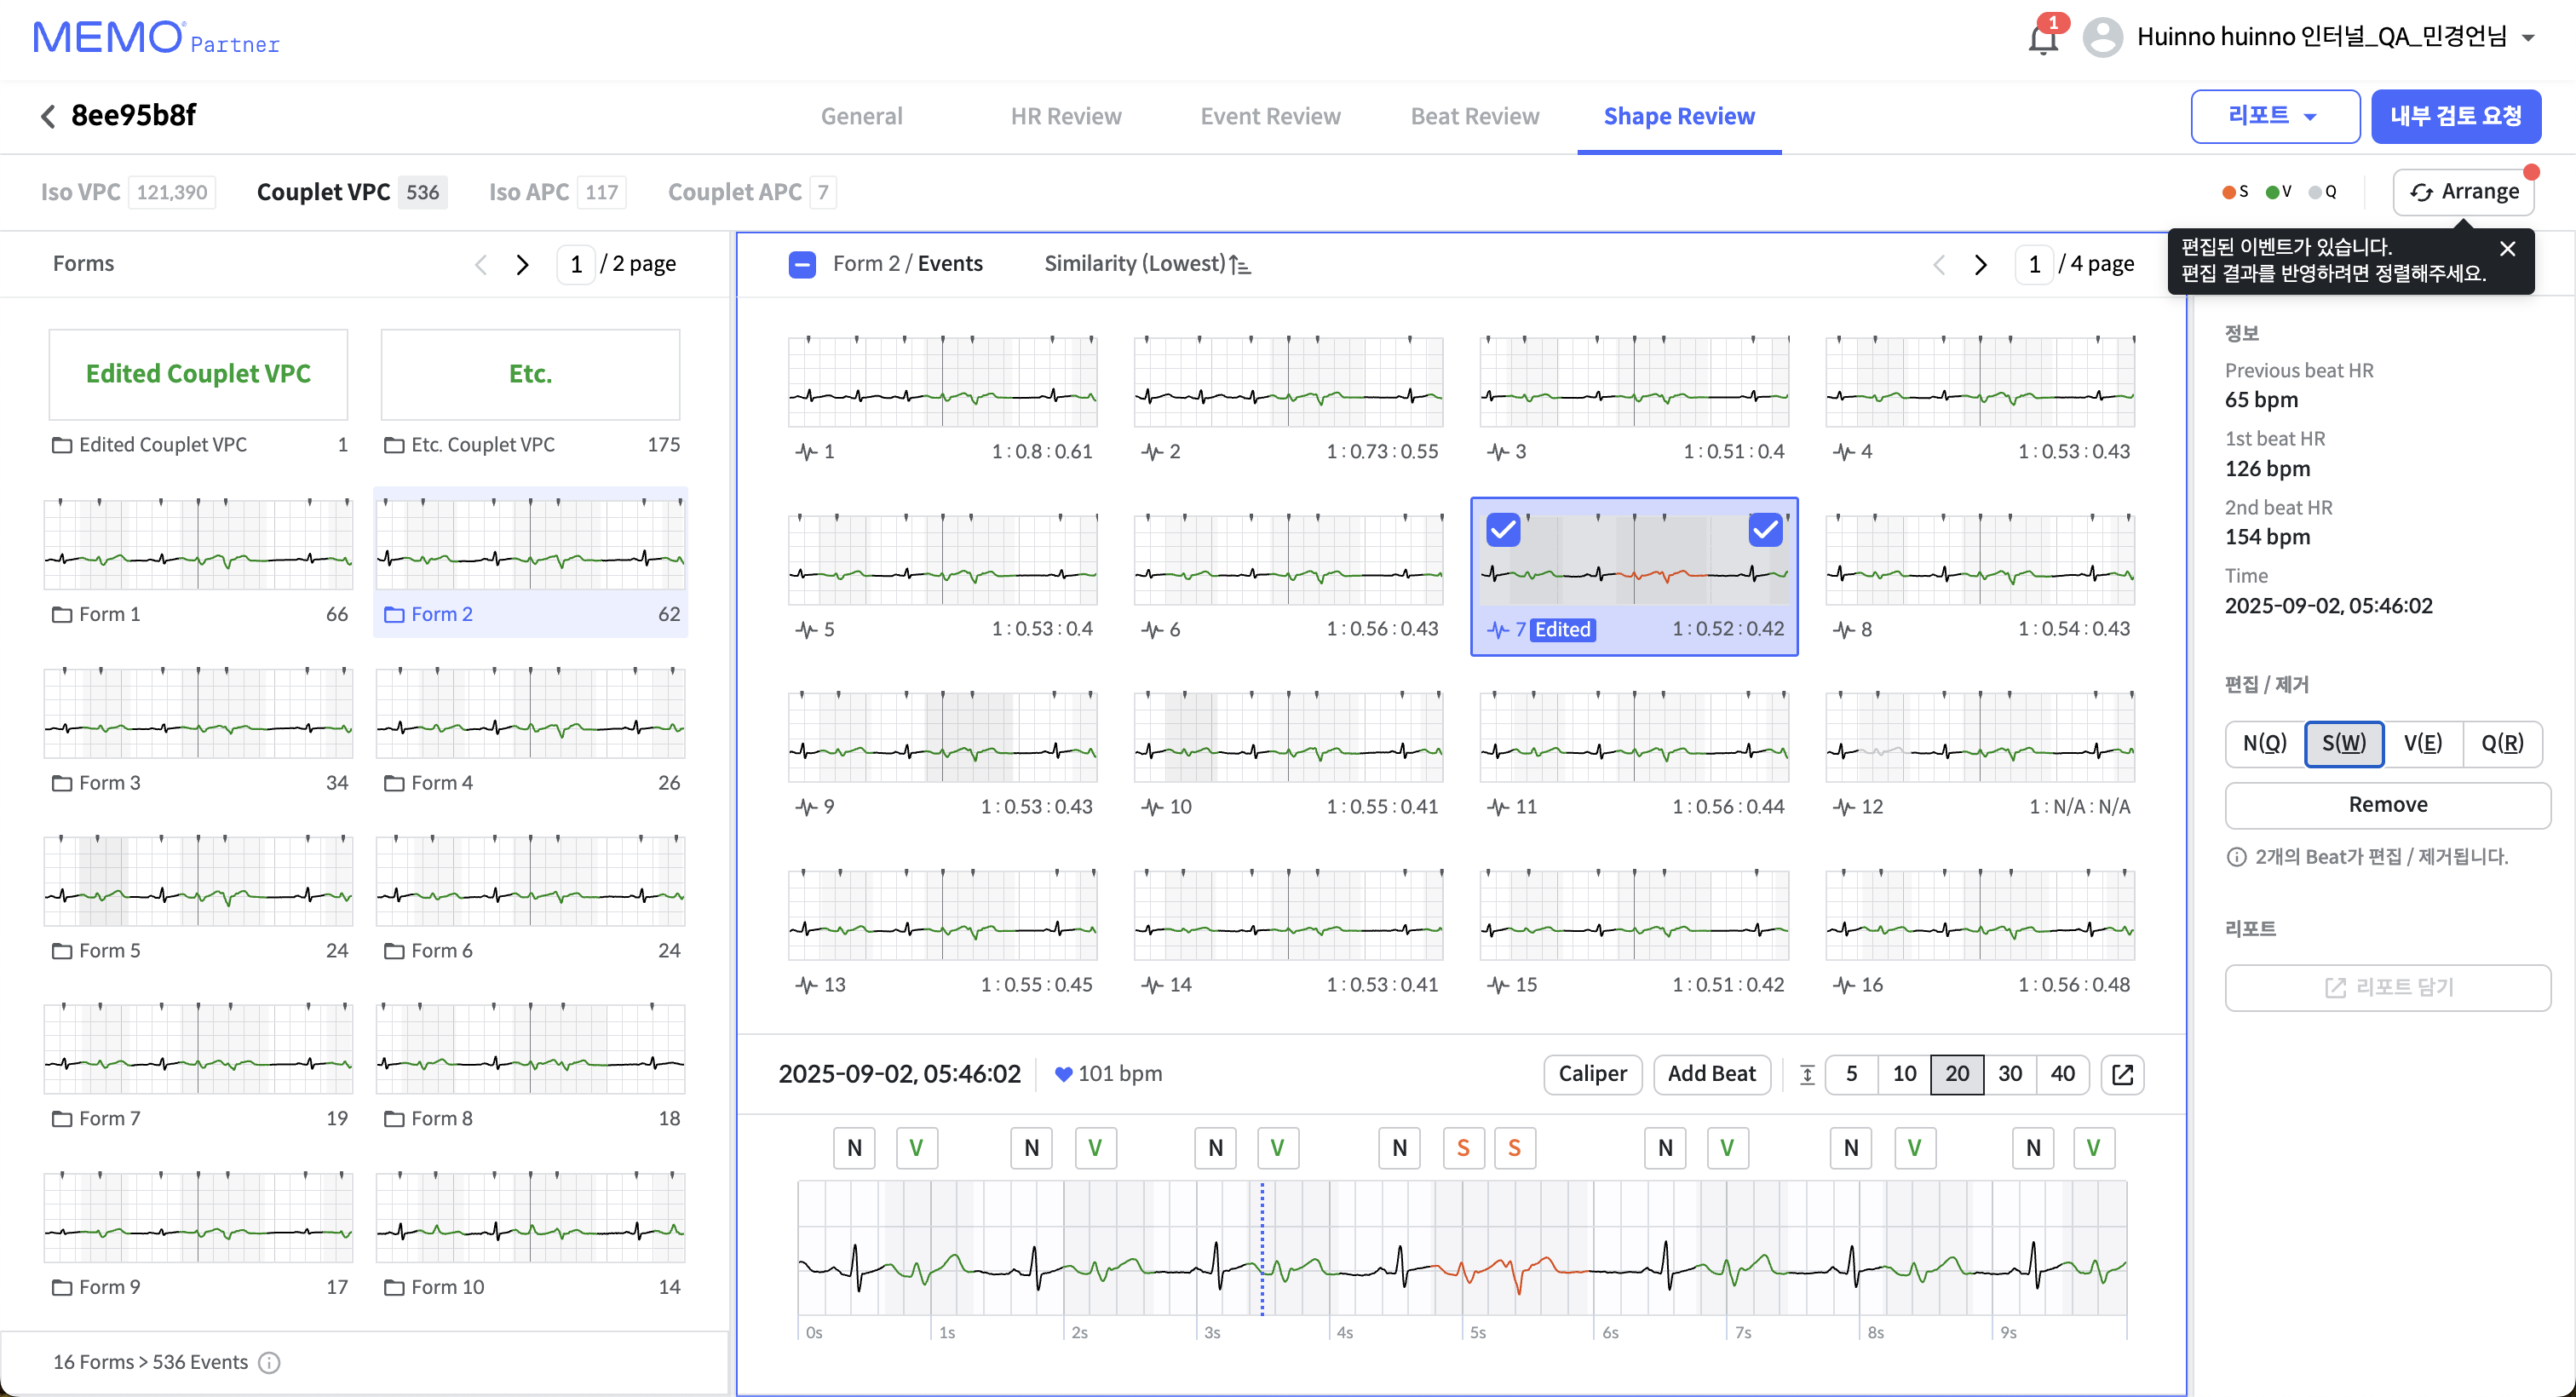 MEMO Partner
1
Huinno huinno 인터널_QA_민경언님
8ee95b8f
General
HR Review
Event Review
Beat Review
Shape Review
리포트
내부 검토 요청
Iso VPC 121,390
Couplet VPC 536
Iso APC 117
Couplet APC 7
S V Q
Arrange
편집된 이벤트가 있습니다.
편집 결과를 반영하려면 정렬해주세요.
Forms
1 / 2 page
Edited Couplet VPC
Etc.
Edited Couplet VPC 1
Etc. Couplet VPC 175
Form 1 66
Form 2 62
Form 3 34
Form 4 26
Form 5 24
Form 6 24
Form 7 19
Form 8 18
Form 9 17
Form 10 14
16 Forms > 536 Events
Form 2 / Events
Similarity (Lowest)
1 / 4 page
1 1 : 0.8 : 0.61
2 1 : 0.73 : 0.55
3 1 : 0.51 : 0.4
4 1 : 0.53 : 0.43
5 1 : 0.53 : 0.4
6 1 : 0.56 : 0.43
7 Edited 1 : 0.52 : 0.42
8 1 : 0.54 : 0.43
9 1 : 0.53 : 0.43
10 1 : 0.55 : 0.41
11 1 : 0.56 : 0.44
12 1 : N/A : N/A
13 1 : 0.55 : 0.45
14 1 : 0.53 : 0.41
15 1 : 0.51 : 0.42
16 1 : 0.56 : 0.48
2025-09-02, 05:46:02
101 bpm
Caliper
Add Beat
5 10 20 30 40
N V N V N V N S S N V N V N V
0s 1s 2s 3s 4s 5s 6s 7s 8s 9s
정보
Previous beat HR
65 bpm
1st beat HR
126 bpm
2nd beat HR
154 bpm
Time
2025-09-02, 05:46:02
편집 / 제거
N(Q) S(W) V(E) Q(R)
Remove
2개의 Beat가 편집 / 제거됩니다.
리포트
리포트 담기